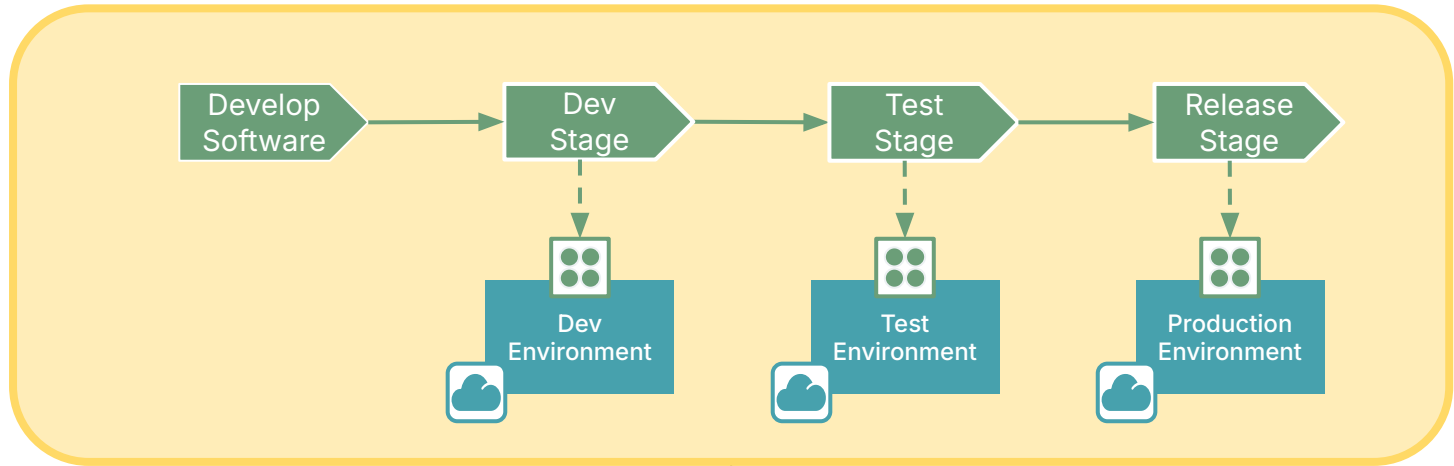 Develop
Software
Dev
Stage
Test
Stage
Release
Stage
Dev
Environment
Test
Environment
Production
Environment